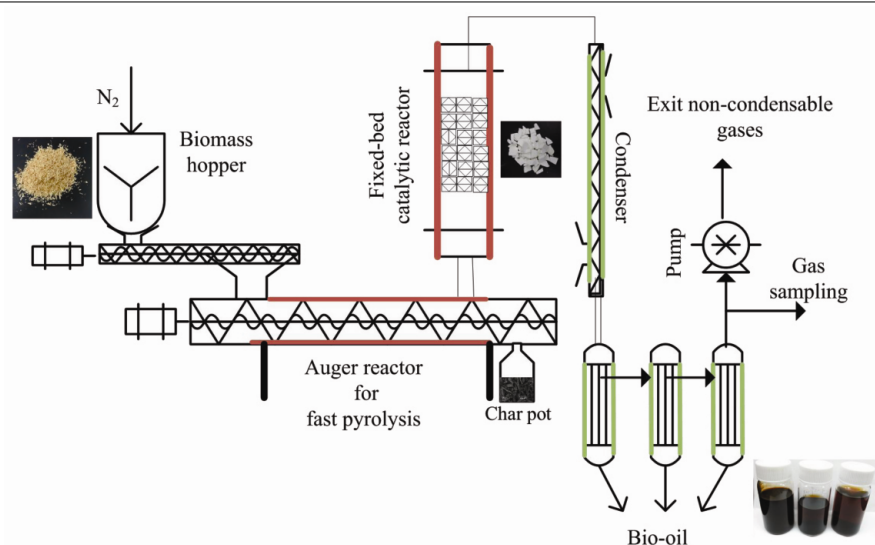 N₂
Biomass
hopper
Fixed-bed
catalytic reactor
Condenser
Exit non-condensable
gases
Pump
Gas
sampling
Auger reactor
for
fast pyrolysis
Char pot
Bio-oil